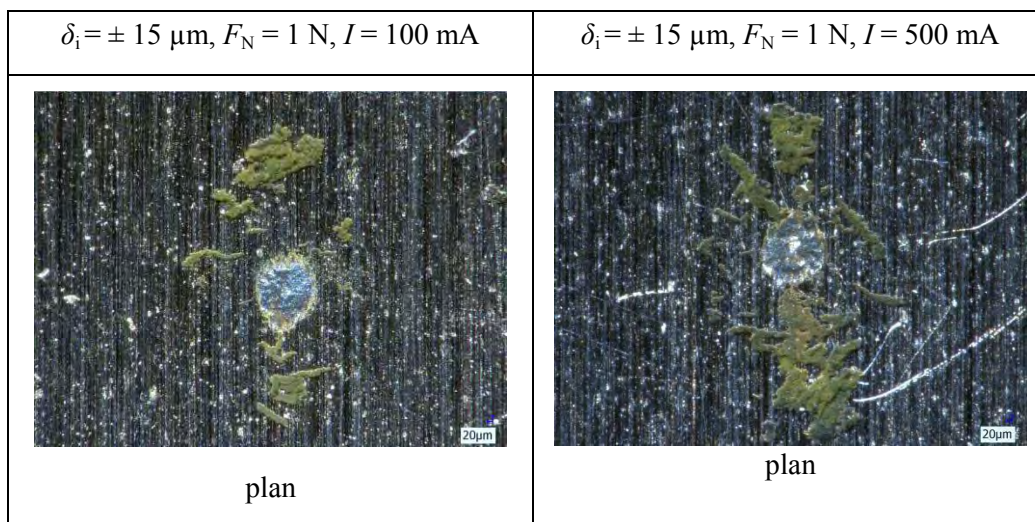 δi = ± 15 µm, FN = 1 N, I = 100 mA
δi = ± 15 µm, FN = 1 N, I = 500 mA
20µm
20µm
plan
plan